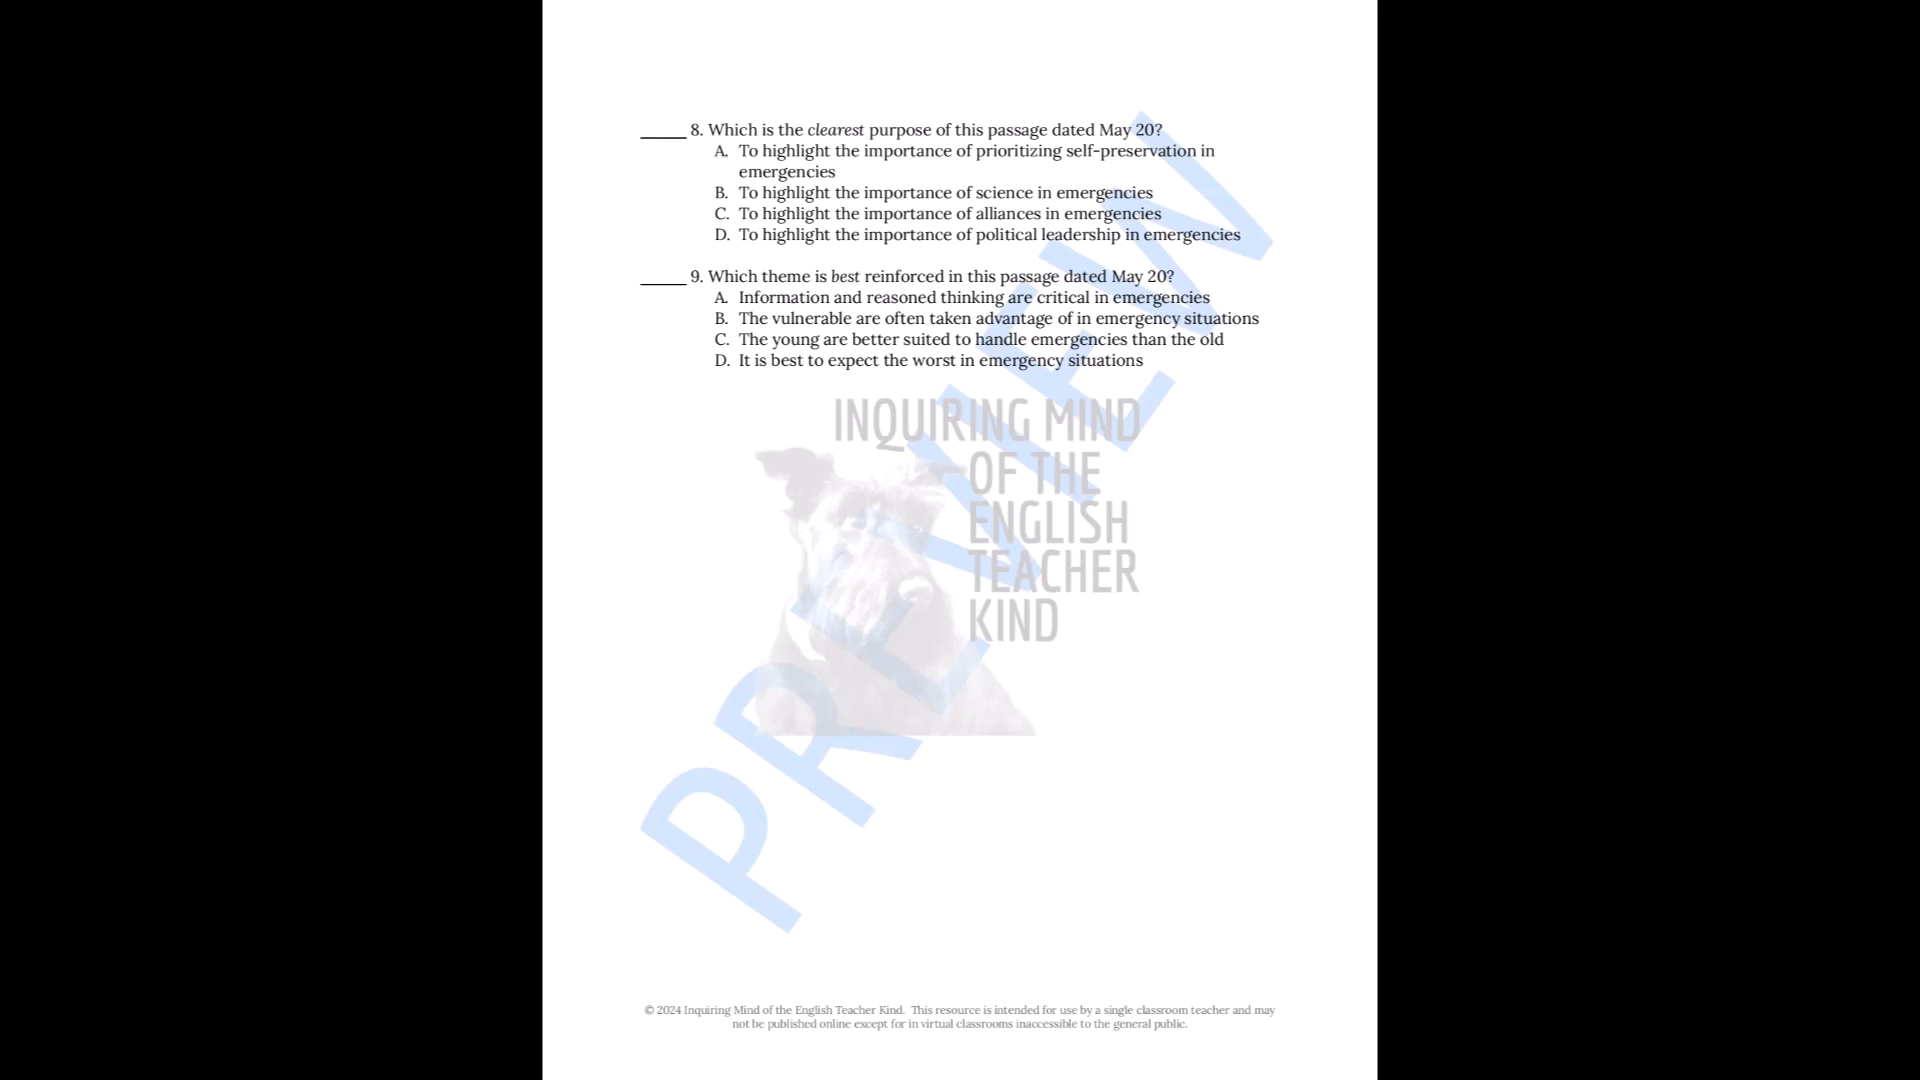 _____ 8. Which is the clearest purpose of this passage dated May 20?
A. To highlight the importance of prioritizing self-preservation in
emergencies
B. To highlight the importance of science in emergencies
C. To highlight the importance of alliances in emergencies
D. To highlight the importance of political leadership in emergencies
_____ 9. Which theme is best reinforced in this passage dated May 20?
A. Information and reasoned thinking are critical in emergencies
B. The vulnerable are often taken advantage of in emergency situations
C. The young are better suited to handle emergencies than the old
D. It is best to expect the worst in emergency situations
PREVIEW
INQUIRING MIND
OF THE
ENGLISH
TEACHER
KIND
© 2024 Inquiring Mind of the English Teacher Kind. This resource is intended for use by a single classroom teacher and may
not be published online except for in virtual classrooms inaccessible to the general public.